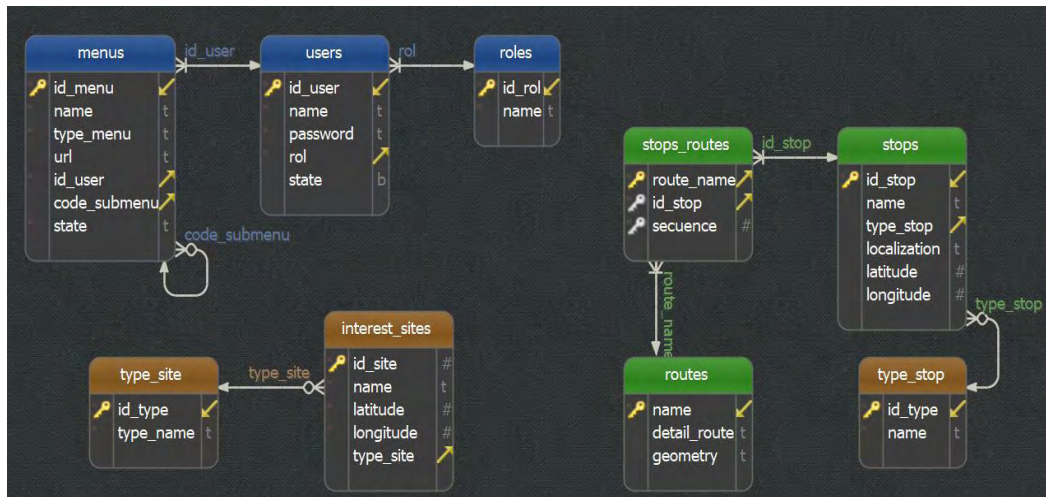 menus
id_menu
name t
type_menu t
url t
id_user
code_submenu
state t
id_user
code_submenu
users
id_user
name t
password t
rol
state b
rol
roles
id_rol
name t
stops_routes
route_name
id_stop
secuence #
id_stop
route_name
stops
id_stop
name t
type_stop
localization t
latitude #
longitude #
type_stop
type_site
id_type
type_name t
type_site
interest_sites
id_site #
name t
latitude #
longitude #
type_site
routes
name
detail_route t
geometry t
type_stop
id_type
name t